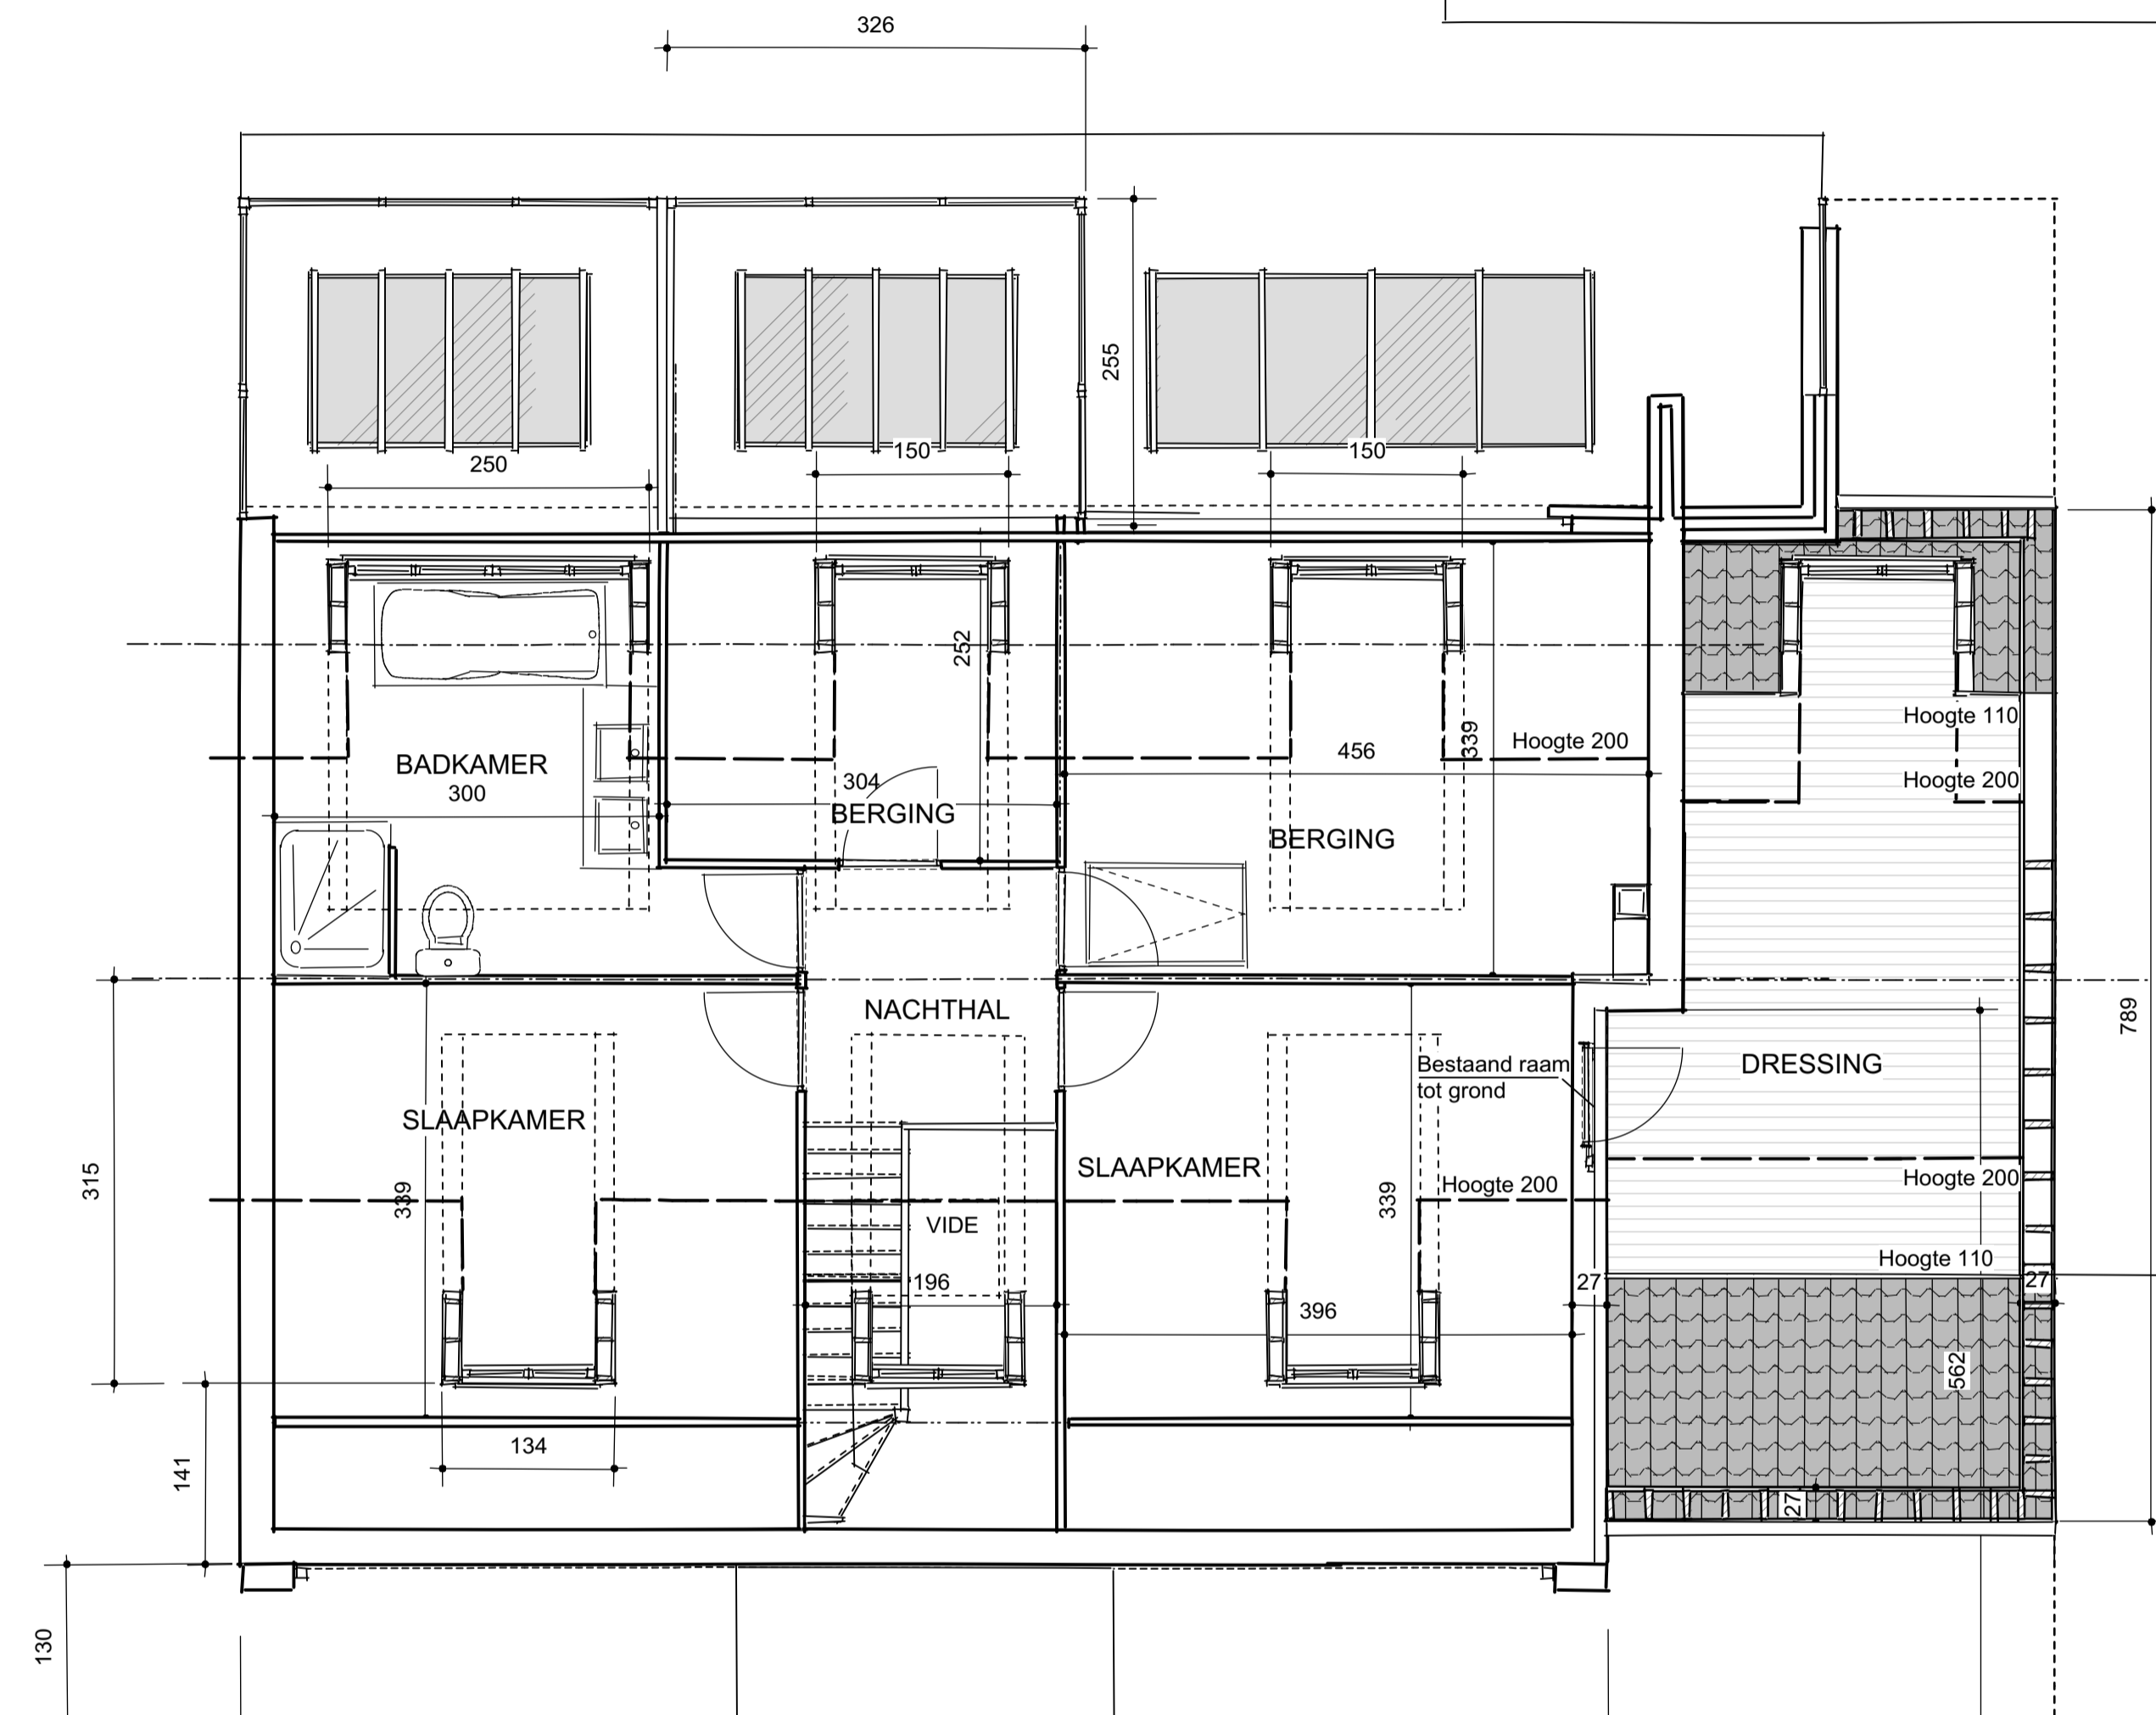 326
255
250
150
150
252
339
Hoogte 110
456
Hoogte 200
BADKAMER
300
304
BERGING
Hoogte 200
BERGING
NACHTHAL
789
Bestaand raam
tot grond
DRESSING
SLAAPKAMER
SLAAPKAMER
315
339
339
Hoogte 200
Hoogte 200
VIDE
Hoogte 110
196
27
27
396
562
134
141
27
130